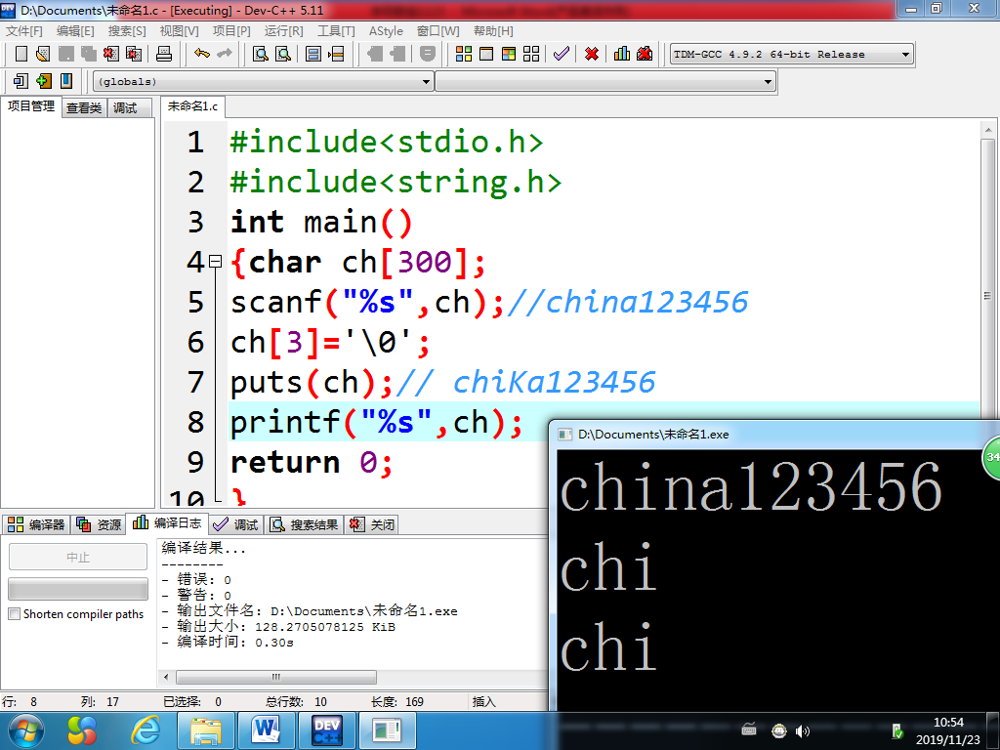 D:\Documents\未命名1.c - [Executing] - Dev-C++ 5.11
文件[F] 编辑[E] 搜索[S] 视图[V] 项目[P] 运行[R] 工具[T] AStyle 窗口[W] 帮助[H]
TDM-GCC 4.9.2 64-bit Release
(globals)
项目管理 查看类 调试 未命名1.c
1 #include<stdio.h>
2 #include<string.h>
3 int main()
4 {char ch[300];
5 scanf("%s",ch);//china123456
6 ch[3]='\0';
7 puts(ch);// chiKa123456
8 printf("%s",ch);
9 return 0;
10 }
D:\Documents\未命名1.exe
34
china123456
chi
chi
编译器 资源 编译日志 调试 搜索结果 关闭
中止
Shorten compiler paths
编译结果...
--------
- 错误: 0
- 警告: 0
- 输出文件名: D:\Documents\未命名1.exe
- 输出大小: 128.2705078125 KiB
- 编译时间: 0.30s
行: 8 列: 17 已选择: 0 总行数: 10 长度: 169 插入
W DEV C++
10:54
2019/11/23